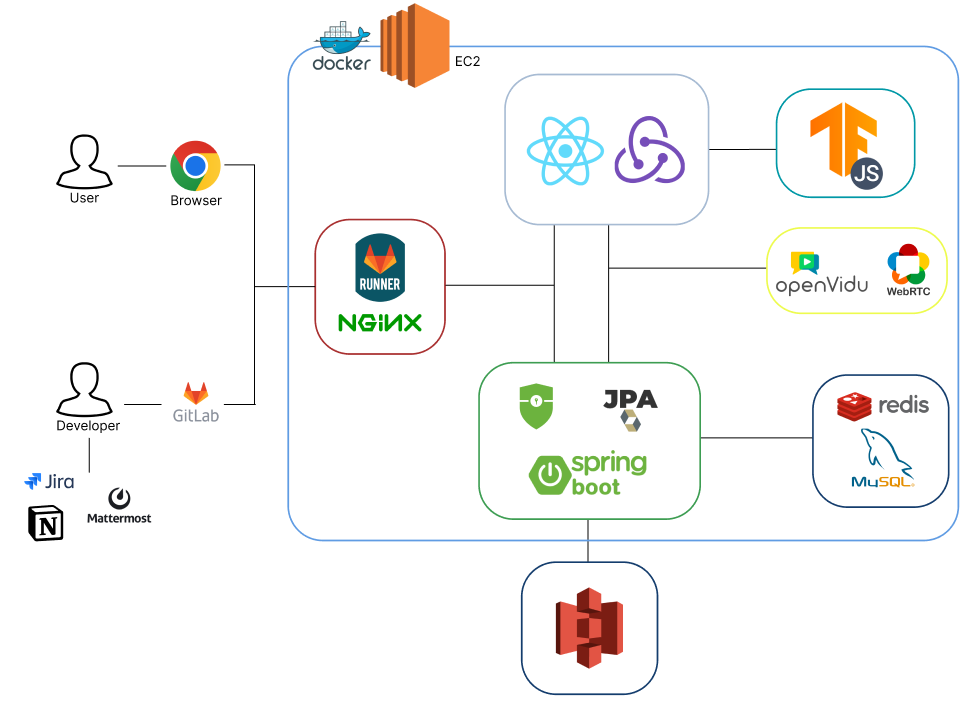 docker
EC2
User
Browser
JS
RUNNER
NGiNX
openVidu
WebRTC
Developer
GitLab
Jira
N
Mattermost
JPA
spring
boot
redis
MySQL